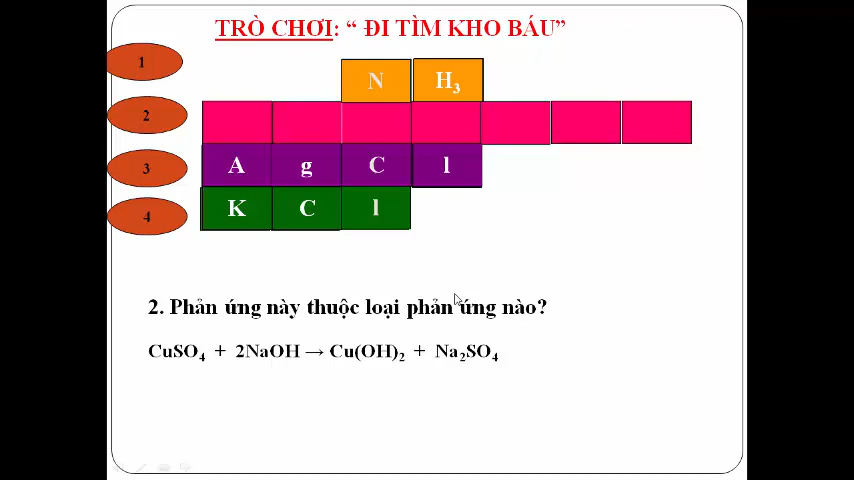 TRÒ CHƠI: “ ĐI TÌM KHO BÁU”
1
N H₃
2
3
A g C l
4
K C l
2. Phản ứng này thuộc loại phản ứng nào?
CuSO₄ + 2NaOH → Cu(OH)₂ + Na₂SO₄